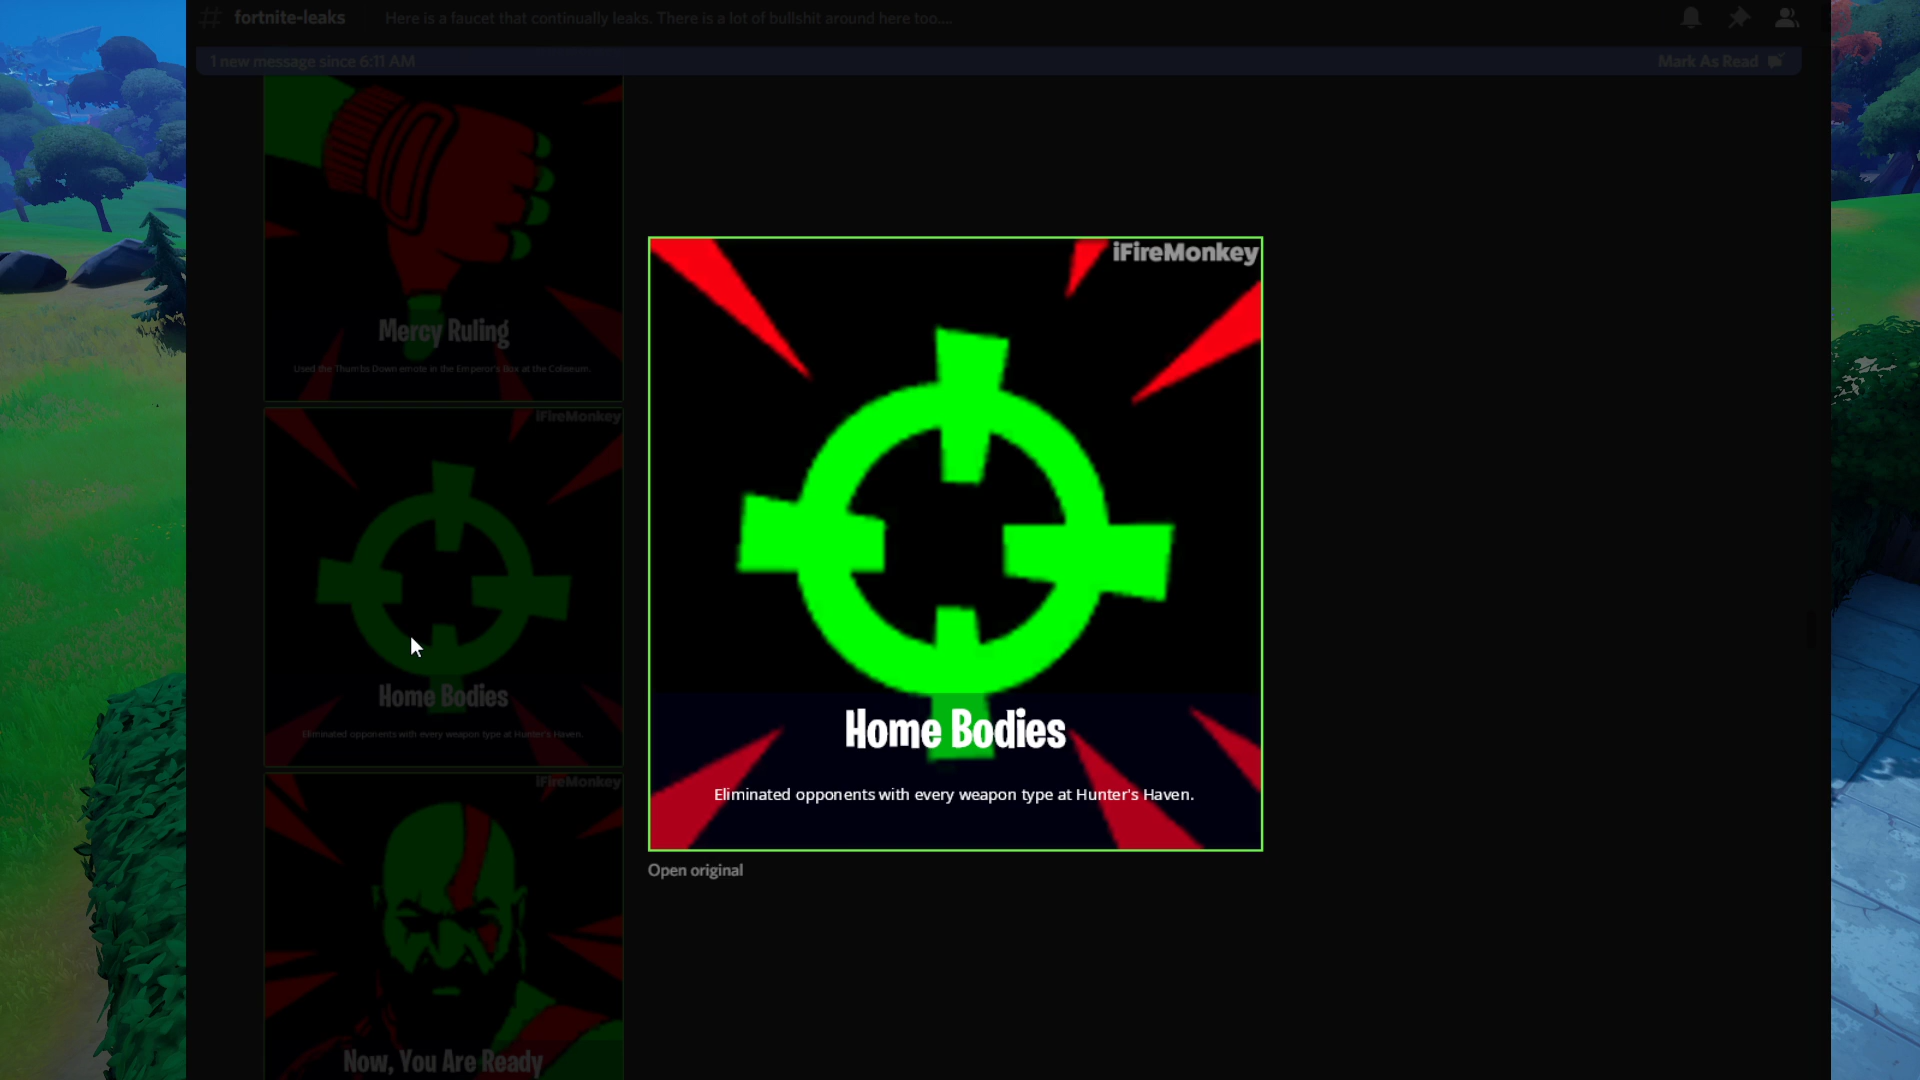 fortnite-leaks
Here is a faucet that continually leaks. There is a lot of bullshit around here too....
1 new message since 6:11 AM
Mark As Read
Mercy Ruling
Used the Thumbs Down emote in the Emperor's Box at the Coliseum.
iFireMonkey
Home Bodies
Eliminated opponents with every weapon type at Hunter's Haven.
iFireMonkey
Now, You Are Ready
iFireMonkey
Home Bodies
Eliminated opponents with every weapon type at Hunter's Haven.
Open original